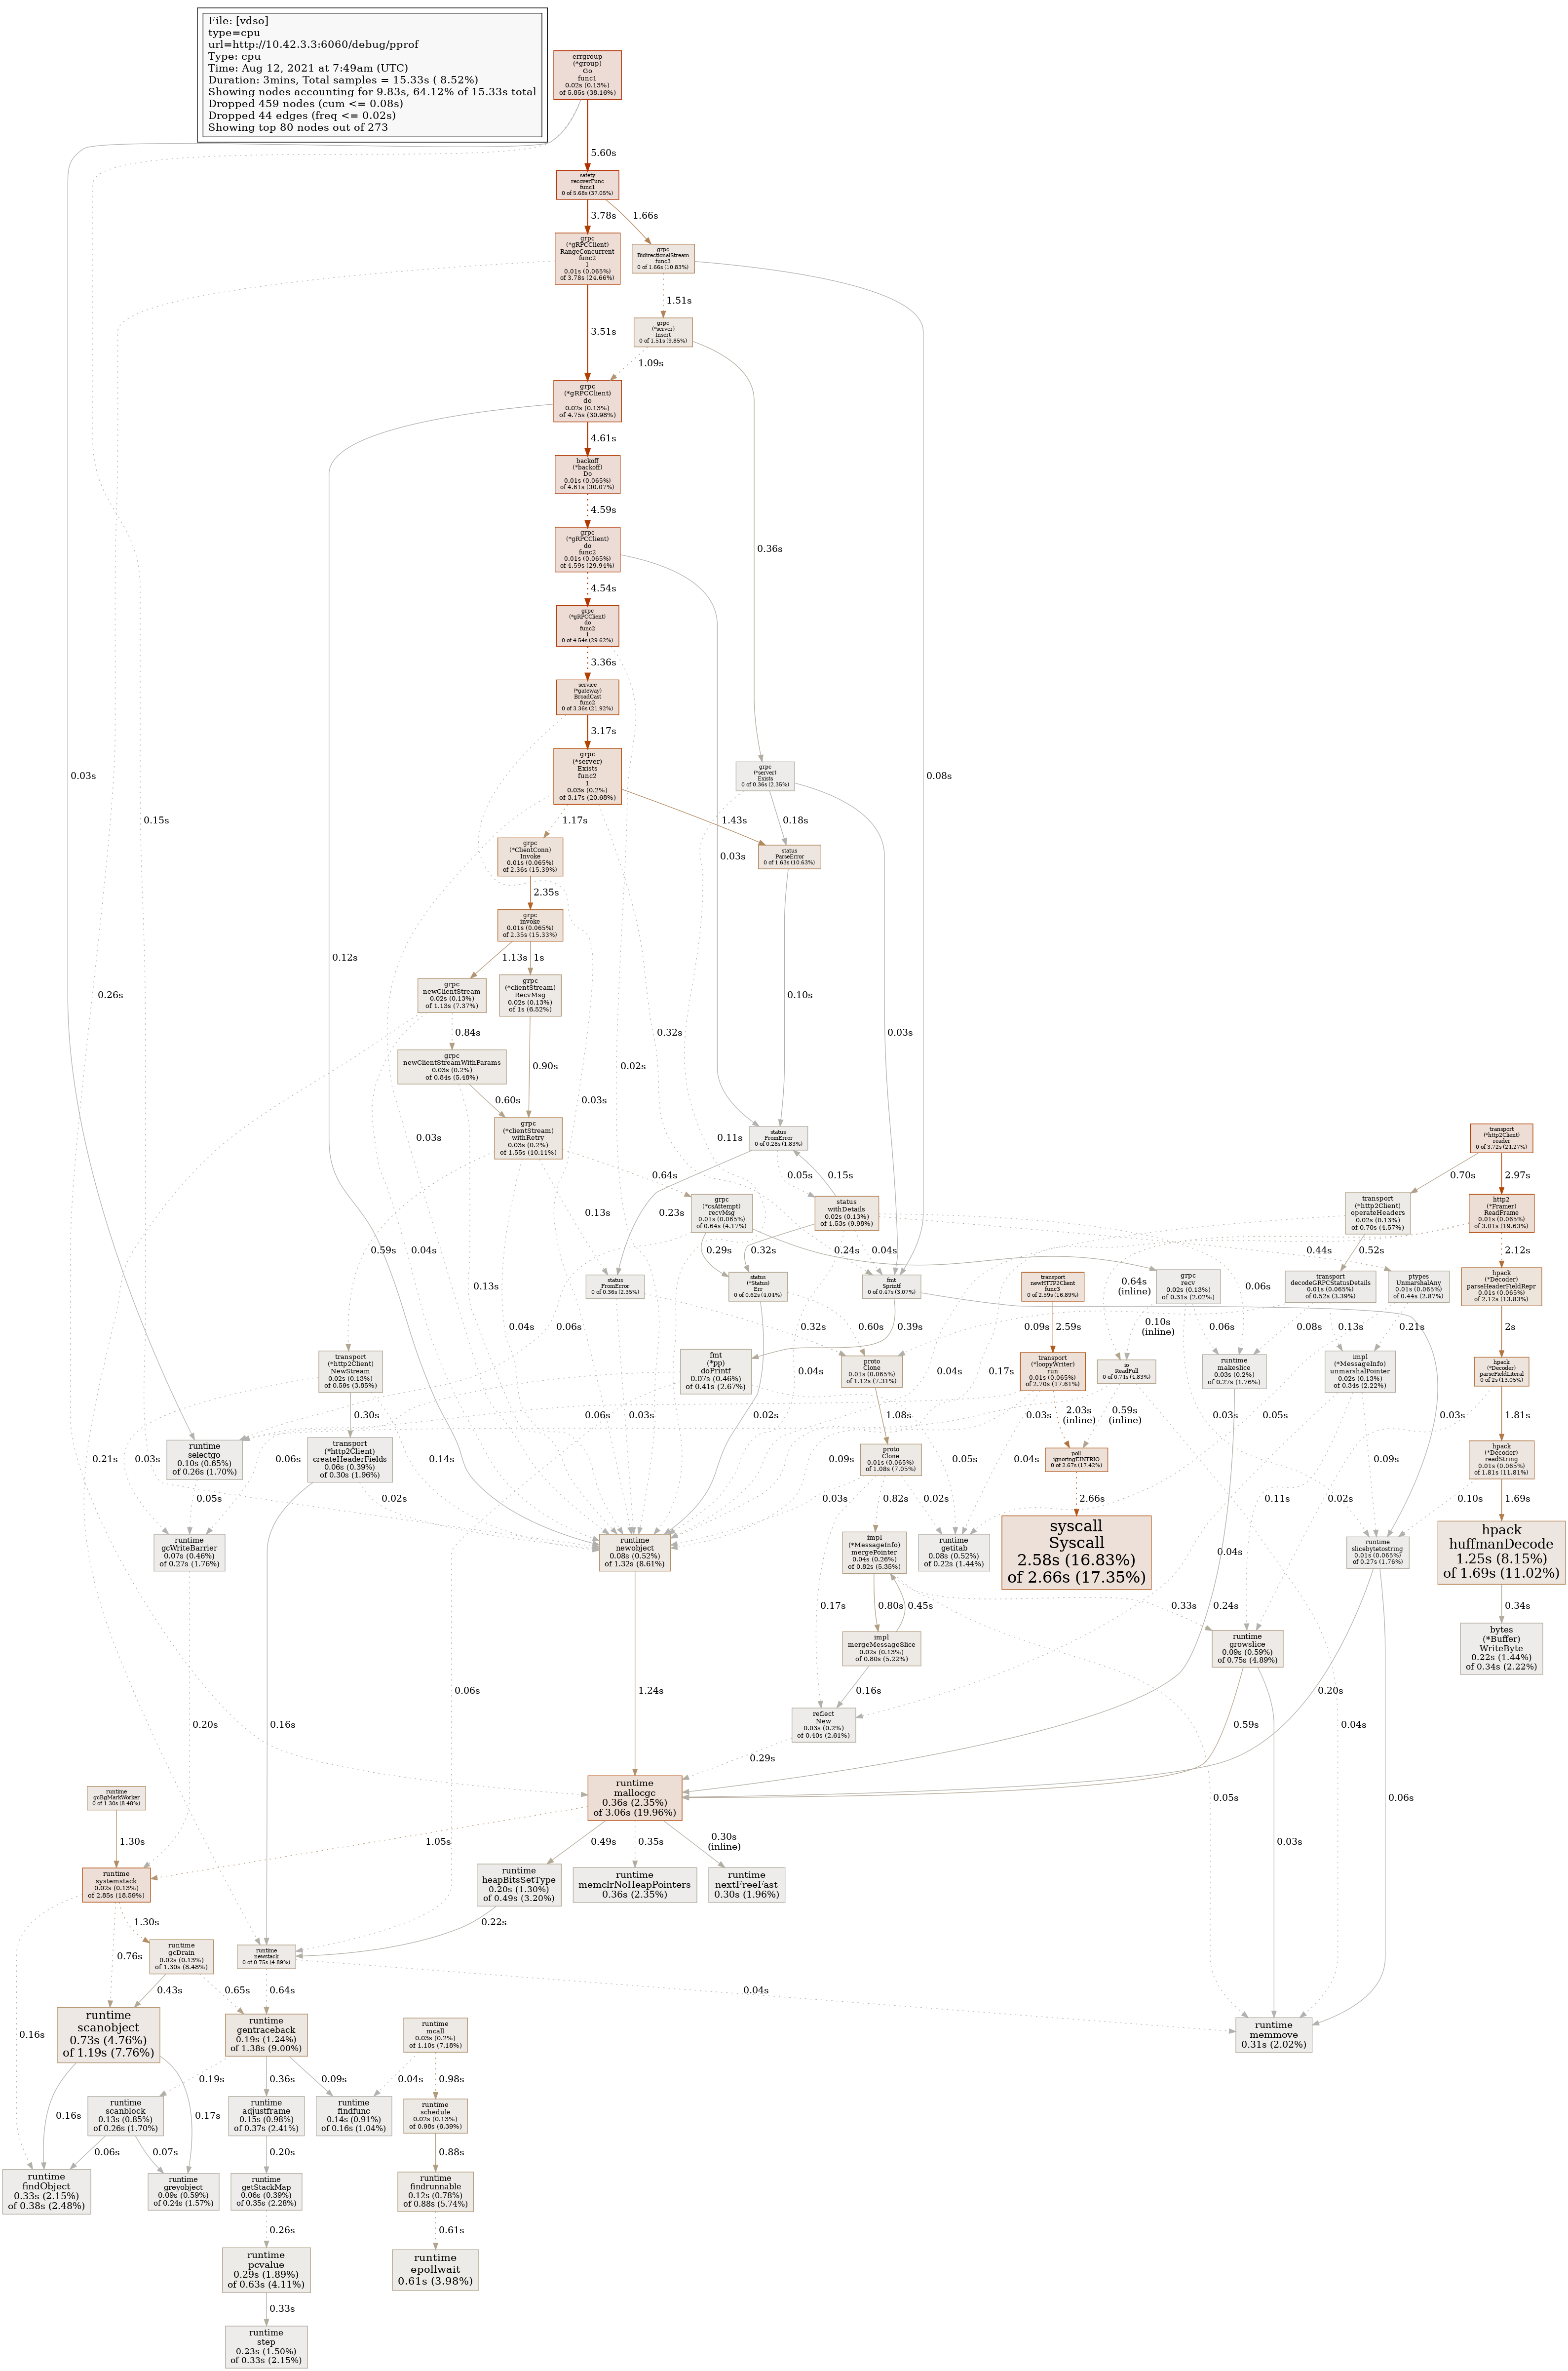 File: [vdso]
type=cpu
url=http://10.42.3.3:6060/debug/pprof
Type: cpu
Time: Aug 12, 2021 at 7:49am (UTC)
Duration: 3mins, Total samples = 15.33s ( 8.52%)
Showing nodes accounting for 9.83s, 64.12% of 15.33s total
Dropped 459 nodes (cum <= 0.08s)
Dropped 44 edges (freq <= 0.02s)
Showing top 80 nodes out of 273
errgroup
(*group)
Go
func1
0.02s (0.13%)
of 5.85s (38.16%)
5.60s
safety
recoverFunc
func1
0 of 5.68s (37.05%)
3.78s
1.66s
grpc
(*gRPCClient)
RangeConcurrent
func2
1
0.01s (0.065%)
of 3.78s (24.66%)
grpc
BidirectionalStream
func3
0 of 1.66s (10.83%)
1.51s
grpc
(*server)
Insert
0 of 1.51s (9.85%)
3.51s
1.09s
grpc
(*gRPCClient)
do
0.02s (0.13%)
of 4.75s (30.98%)
4.61s
backoff
(*backoff)
Do
0.01s (0.065%)
of 4.61s (30.07%)
4.59s
grpc
(*gRPCClient)
do
func2
0.01s (0.065%)
of 4.59s (29.94%)
0.36s
4.54s
grpc
(*gRPCClient)
do
func2
1
0 of 4.54s (29.62%)
3.36s
service
(*gateway)
BroadCast
func2
0 of 3.36s (21.92%)
3.17s
grpc
(*server)
Exists
func2
1
0.03s (0.2%)
of 3.17s (20.68%)
grpc
(*server)
Exists
0 of 0.36s (2.35%)
0.03s
0.15s
0.08s
1.17s
1.43s
0.18s
grpc
(*ClientConn)
Invoke
0.01s (0.065%)
of 2.36s (15.39%)
status
ParseError
0 of 1.63s (10.63%)
0.03s
2.35s
grpc
invoke
0.01s (0.065%)
of 2.35s (15.33%)
1.13s
1s
0.12s
0.26s
0.10s
grpc
newClientStream
0.02s (0.13%)
of 1.13s (7.37%)
grpc
(*clientStream)
RecvMsg
0.02s (0.13%)
of 1s (6.52%)
0.84s
0.32s
0.03s
grpc
newClientStreamWithParams
0.03s (0.2%)
of 0.84s (5.48%)
0.90s
0.02s
0.60s
0.03s
grpc
(*clientStream)
withRetry
0.03s (0.2%)
of 1.55s (10.11%)
0.03s
0.11s
status
FromError
0 of 0.28s (1.83%)
transport
(*http2Client)
reader
0 of 3.72s (24.27%)
0.64s
0.05s
0.15s
0.70s
2.97s
grpc
(*csAttempt)
recvMsg
0.01s (0.065%)
of 0.64s (4.17%)
status
withDetails
0.02s (0.13%)
of 1.53s (9.98%)
transport
(*http2Client)
operateHeaders
0.02s (0.13%)
of 0.70s (4.57%)
http2
(*Framer)
ReadFrame
0.01s (0.065%)
of 3.01s (19.63%)
0.59s
0.04s
0.13s
0.23s
0.29s
0.32s
0.24s
0.04s
0.44s
0.52s
2.12s
status
FromError
0 of 0.36s (2.35%)
status
(*Status)
Err
0 of 0.62s (4.04%)
fmt
Sprintf
0 of 0.47s (3.07%)
transport
newHTTP2Client
func3
0 of 2.59s (16.89%)
0.64s
(inline)
grpc
recv
0.02s (0.13%)
of 0.31s (2.02%)
0.06s
transport
decodeGRPCStatusDetails
0.01s (0.065%)
of 0.52s (3.39%)
ptypes
UnmarshalAny
0.01s (0.065%)
of 0.44s (2.87%)
hpack
(*Decoder)
parseHeaderFieldRepr
0.01s (0.065%)
of 2.12s (13.83%)
0.13s
0.04s
0.06s
0.32s
0.60s
0.39s
2.59s
0.09s
0.10s
(inline)
0.06s
0.08s
0.13s
0.21s
2s
transport
(*http2Client)
NewStream
0.02s (0.13%)
of 0.59s (3.85%)
fmt
(*pp)
doPrintf
0.07s (0.46%)
of 0.41s (2.67%)
0.04s
proto
Clone
0.01s (0.065%)
of 1.12s (7.31%)
0.04s
0.17s
transport
(*loopyWriter)
run
0.01s (0.065%)
of 2.70s (17.61%)
io
ReadFull
0 of 0.74s (4.83%)
runtime
makeslice
0.03s (0.2%)
of 0.27s (1.76%)
impl
(*MessageInfo)
unmarshalPointer
0.02s (0.13%)
of 0.34s (2.22%)
hpack
(*Decoder)
parseFieldLiteral
0 of 2s (13.05%)
0.30s
0.06s
0.03s
0.02s
1.08s
0.03s
2.03s
(inline)
0.59s
(inline)
0.03s
0.05s
0.03s
1.81s
runtime
selectgo
0.10s (0.65%)
of 0.26s (1.70%)
0.21s
0.03s
0.06s
transport
(*http2Client)
createHeaderFields
0.06s (0.39%)
of 0.30s (1.96%)
0.14s
0.09s
proto
Clone
0.01s (0.065%)
of 1.08s (7.05%)
0.05s
0.04s
poll
ignoringEINTRIO
0 of 2.67s (17.42%)
0.09s
hpack
(*Decoder)
readString
0.01s (0.065%)
of 1.81s (11.81%)
0.05s
0.02s
0.03s
0.82s
0.02s
2.66s
0.11s
0.02s
0.10s
1.69s
runtime
gcWriteBarrier
0.07s (0.46%)
of 0.27s (1.76%)
runtime
newobject
0.08s (0.52%)
of 1.32s (8.61%)
impl
(*MessageInfo)
mergePointer
0.04s (0.26%)
of 0.82s (5.35%)
runtime
getitab
0.08s (0.52%)
of 0.22s (1.44%)
syscall
Syscall
2.58s (16.83%)
of 2.66s (17.35%)
0.04s
runtime
slicebytetostring
0.01s (0.065%)
of 0.27s (1.76%)
hpack
huffmanDecode
1.25s (8.15%)
of 1.69s (11.02%)
0.17s
0.80s
0.45s
0.33s
0.24s
0.34s
impl
mergeMessageSlice
0.02s (0.13%)
of 0.80s (5.22%)
runtime
growslice
0.09s (0.59%)
of 0.75s (4.89%)
bytes
(*Buffer)
WriteByte
0.22s (1.44%)
of 0.34s (2.22%)
0.06s
1.24s
0.16s
0.20s
0.20s
0.16s
reflect
New
0.03s (0.2%)
of 0.40s (2.61%)
0.59s
0.04s
0.29s
runtime
gcBgMarkWorker
0 of 1.30s (8.48%)
runtime
mallocgc
0.36s (2.35%)
of 3.06s (19.96%)
0.05s
0.06s
1.30s
1.05s
0.49s
0.35s
0.30s
(inline)
0.03s
runtime
systemstack
0.02s (0.13%)
of 2.85s (18.59%)
runtime
heapBitsSetType
0.20s (1.30%)
of 0.49s (3.20%)
runtime
memclrNoHeapPointers
0.36s (2.35%)
runtime
nextFreeFast
0.30s (1.96%)
1.30s
0.22s
0.76s
runtime
gcDrain
0.02s (0.13%)
of 1.30s (8.48%)
runtime
newstack
0 of 0.75s (4.89%)
0.43s
0.65s
0.64s
0.04s
0.16s
runtime
scanobject
0.73s (4.76%)
of 1.19s (7.76%)
runtime
gentraceback
0.19s (1.24%)
of 1.38s (9.00%)
runtime
mcall
0.03s (0.2%)
of 1.10s (7.18%)
runtime
memmove
0.31s (2.02%)
0.19s
0.36s
0.09s
0.04s
0.98s
0.16s
runtime
scanblock
0.13s (0.85%)
of 0.26s (1.70%)
0.17s
runtime
adjustframe
0.15s (0.98%)
of 0.37s (2.41%)
runtime
findfunc
0.14s (0.91%)
of 0.16s (1.04%)
runtime
schedule
0.02s (0.13%)
of 0.98s (6.39%)
0.06s
0.07s
0.20s
0.88s
runtime
findObject
0.33s (2.15%)
of 0.38s (2.48%)
runtime
greyobject
0.09s (0.59%)
of 0.24s (1.57%)
runtime
getStackMap
0.06s (0.39%)
of 0.35s (2.28%)
runtime
findrunnable
0.12s (0.78%)
of 0.88s (5.74%)
0.26s
0.61s
runtime
pcvalue
0.29s (1.89%)
of 0.63s (4.11%)
runtime
epollwait
0.61s (3.98%)
0.33s
runtime
step
0.23s (1.50%)
of 0.33s (2.15%)